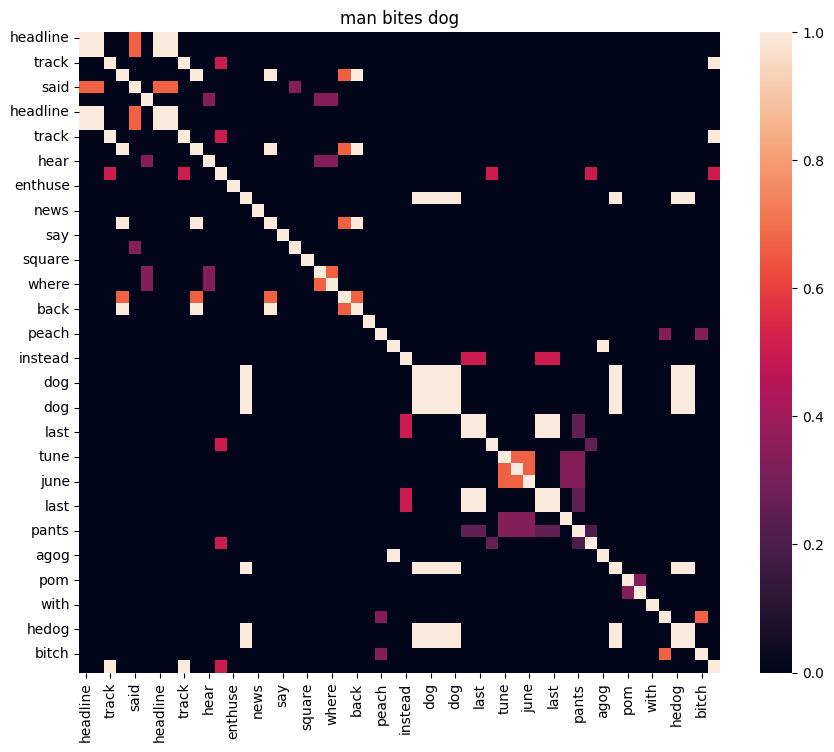 man bites dog
headline
track
said
headline
track
hear
enthuse
news
say
square
where
back
peach
instead
dog
dog
last
tune
june
last
pants
agog
pom
with
hedog
bitch
headline
track
said
headline
track
hear
enthuse
news
say
square
where
back
peach
instead
dog
dog
last
tune
june
last
pants
agog
pom
with
hedog
bitch
1.0
0.8
0.6
0.4
0.2
0.0